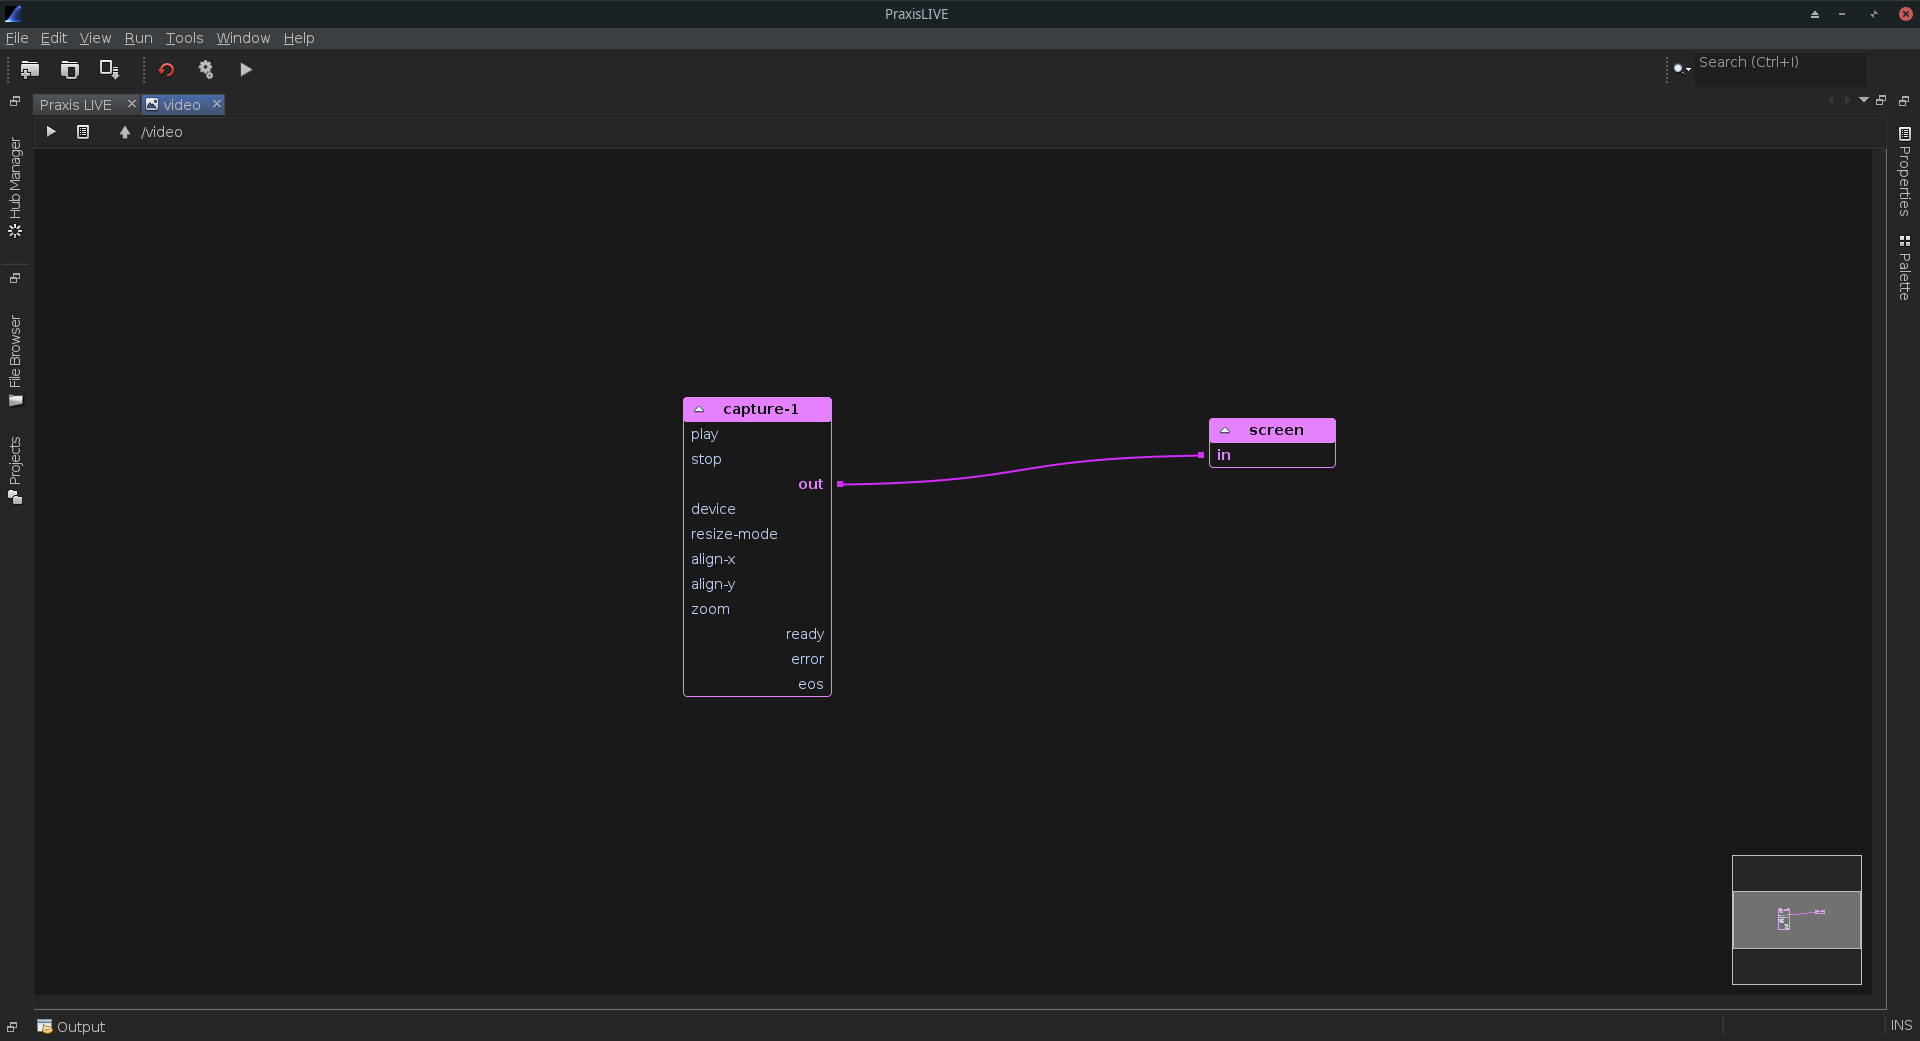 PraxisLIVE
File Edit View Run Tools Window Help
Search (Ctrl+I)
Praxis LIVE
video
/video
Hub Manager
File Browser
Projects
Properties
Palette
capture-1
play
stop
out
device
resize-mode
align-x
align-y
zoom
ready
error
eos
screen
in
Output
INS